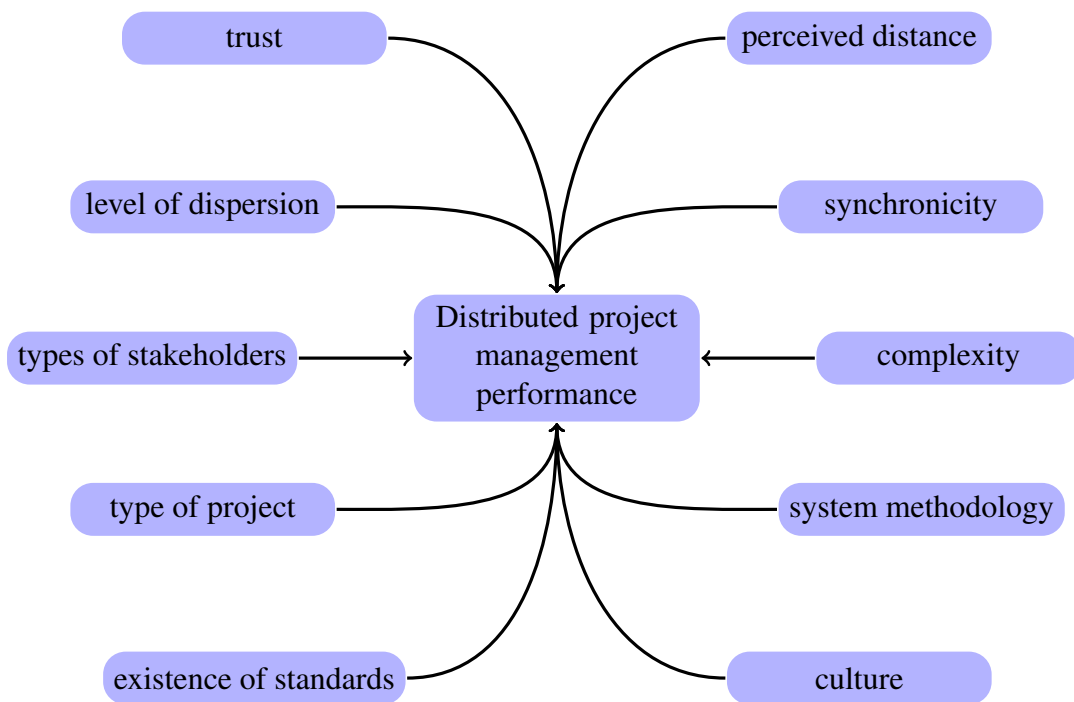 trust
perceived distance
level of dispersion
synchronicity
Distributed project
management
performance
types of stakeholders
complexity
type of project
system methodology
existence of standards
culture